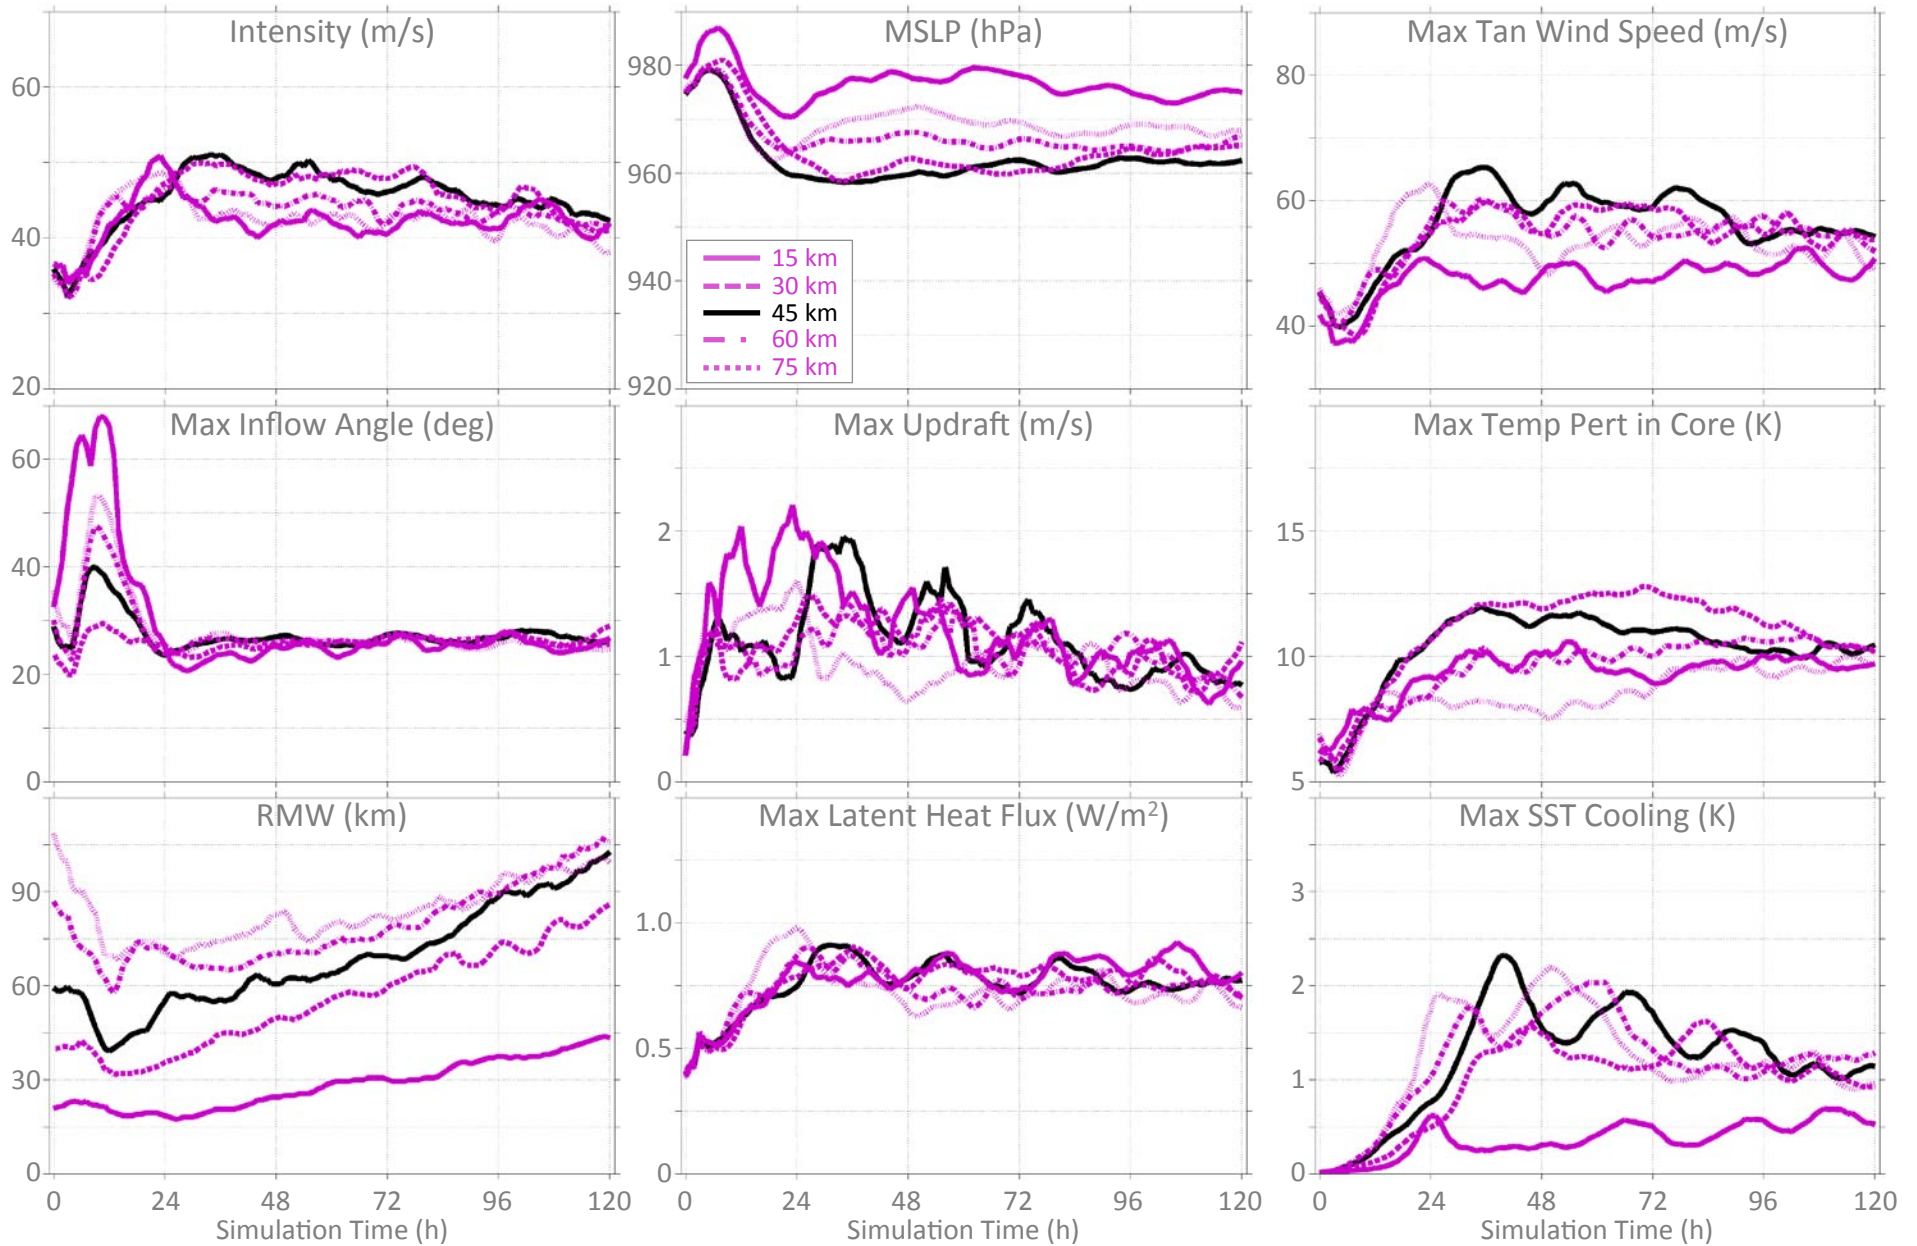 Intensity (m/s)
60
40
20
MSLP (hPa)
980
960
940
920
15 km
30 km
45 km
60 km
75 km
Max Tan Wind Speed (m/s)
80
60
40
Max Inflow Angle (deg)
60
40
20
0
Max Updraft (m/s)
2
1
0
Max Temp Pert in Core (K)
15
10
5
RMW (km)
90
60
30
0
0 24 48 72 96 120
Simulation Time (h)
Max Latent Heat Flux (W/m²)
1.0
0.5
0
0 24 48 72 96 120
Simulation Time (h)
Max SST Cooling (K)
3
2
1
0
0 24 48 72 96 120
Simulation Time (h)